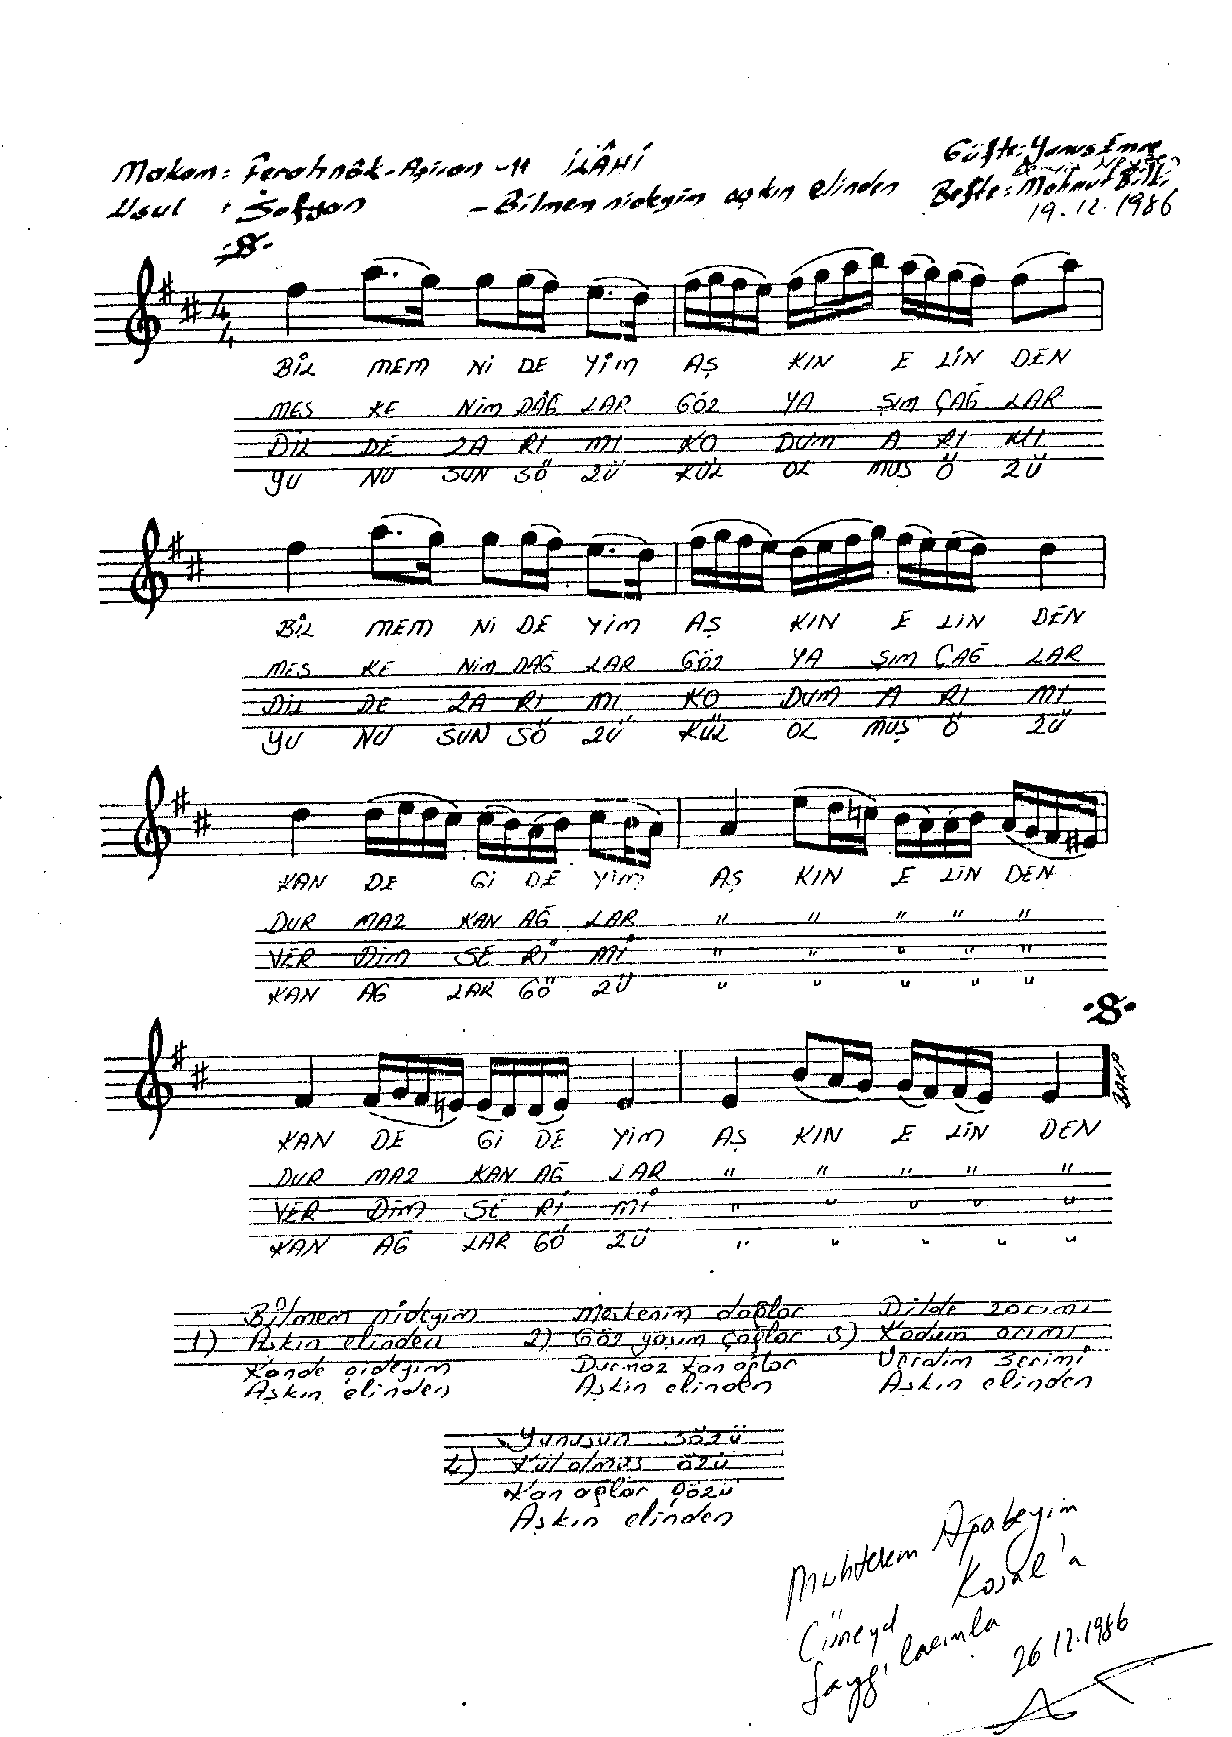 Makam: Ferahnâk-Aşiran -11 İLÂHİ Güfte: Yunus Emre
Usul : Sofyan -Bilmem nideyim aşkın elinden Beste: Mahmut
19.12.1986
4
4
BİL MEM Nİ DE YİM AŞ KIN E LİN DEN
MES KE NİM DAĞ LAR GÖZ YA ŞIM ÇAĞ LAR
DİL DE ZA RI MI KO DUM A RI MI
YU NU SUN SÖ ZÜ KÜL OL MUŞ Ö ZÜ
BİL MEM Nİ DE YİM AŞ KIN E LİN DEN
MES KE NİM DAĞ LAR GÖZ YA ŞIM ÇAĞ LAR
DİL DE ZA RI MI KO DUM A RI MI
YU NU SUN SÖ ZÜ KÜL OL MUŞ Ö ZÜ
KAN DE Gİ DE YİM AŞ KIN E LİN DEN
DUR MAZ KAN AĞ LAR " " " " "
VER DİM SE Rİ Mİ " " " " "
KAN AĞ LAR GÖ ZÜ " " " " "
KAN DE Gİ DE YİM AŞ KIN E LİN DEN
DUR MAZ KAN AĞ LAR " " " " "
VER DİM SE Rİ Mİ " " " " "
KAN AĞ LAR GÖ ZÜ " " " " "
BAKİ
Bilmem nideyim Meskenim dağlar Dilde zarımı
1) Aşkın elinden 2) Göz yaşım çağlar 3) Kodum arımı
Kande gideyim Durmaz kan ağlar Verdim serimi
Aşkın elinden Aşkın elinden Aşkın elinden
Yunusun sözü
4) Kül olmuş özü
Kan ağlar gözü
Aşkın elinden
Muhterem Ağabeyim
Cüneyd Kosal'a
Saygılarımla
26.12.1986